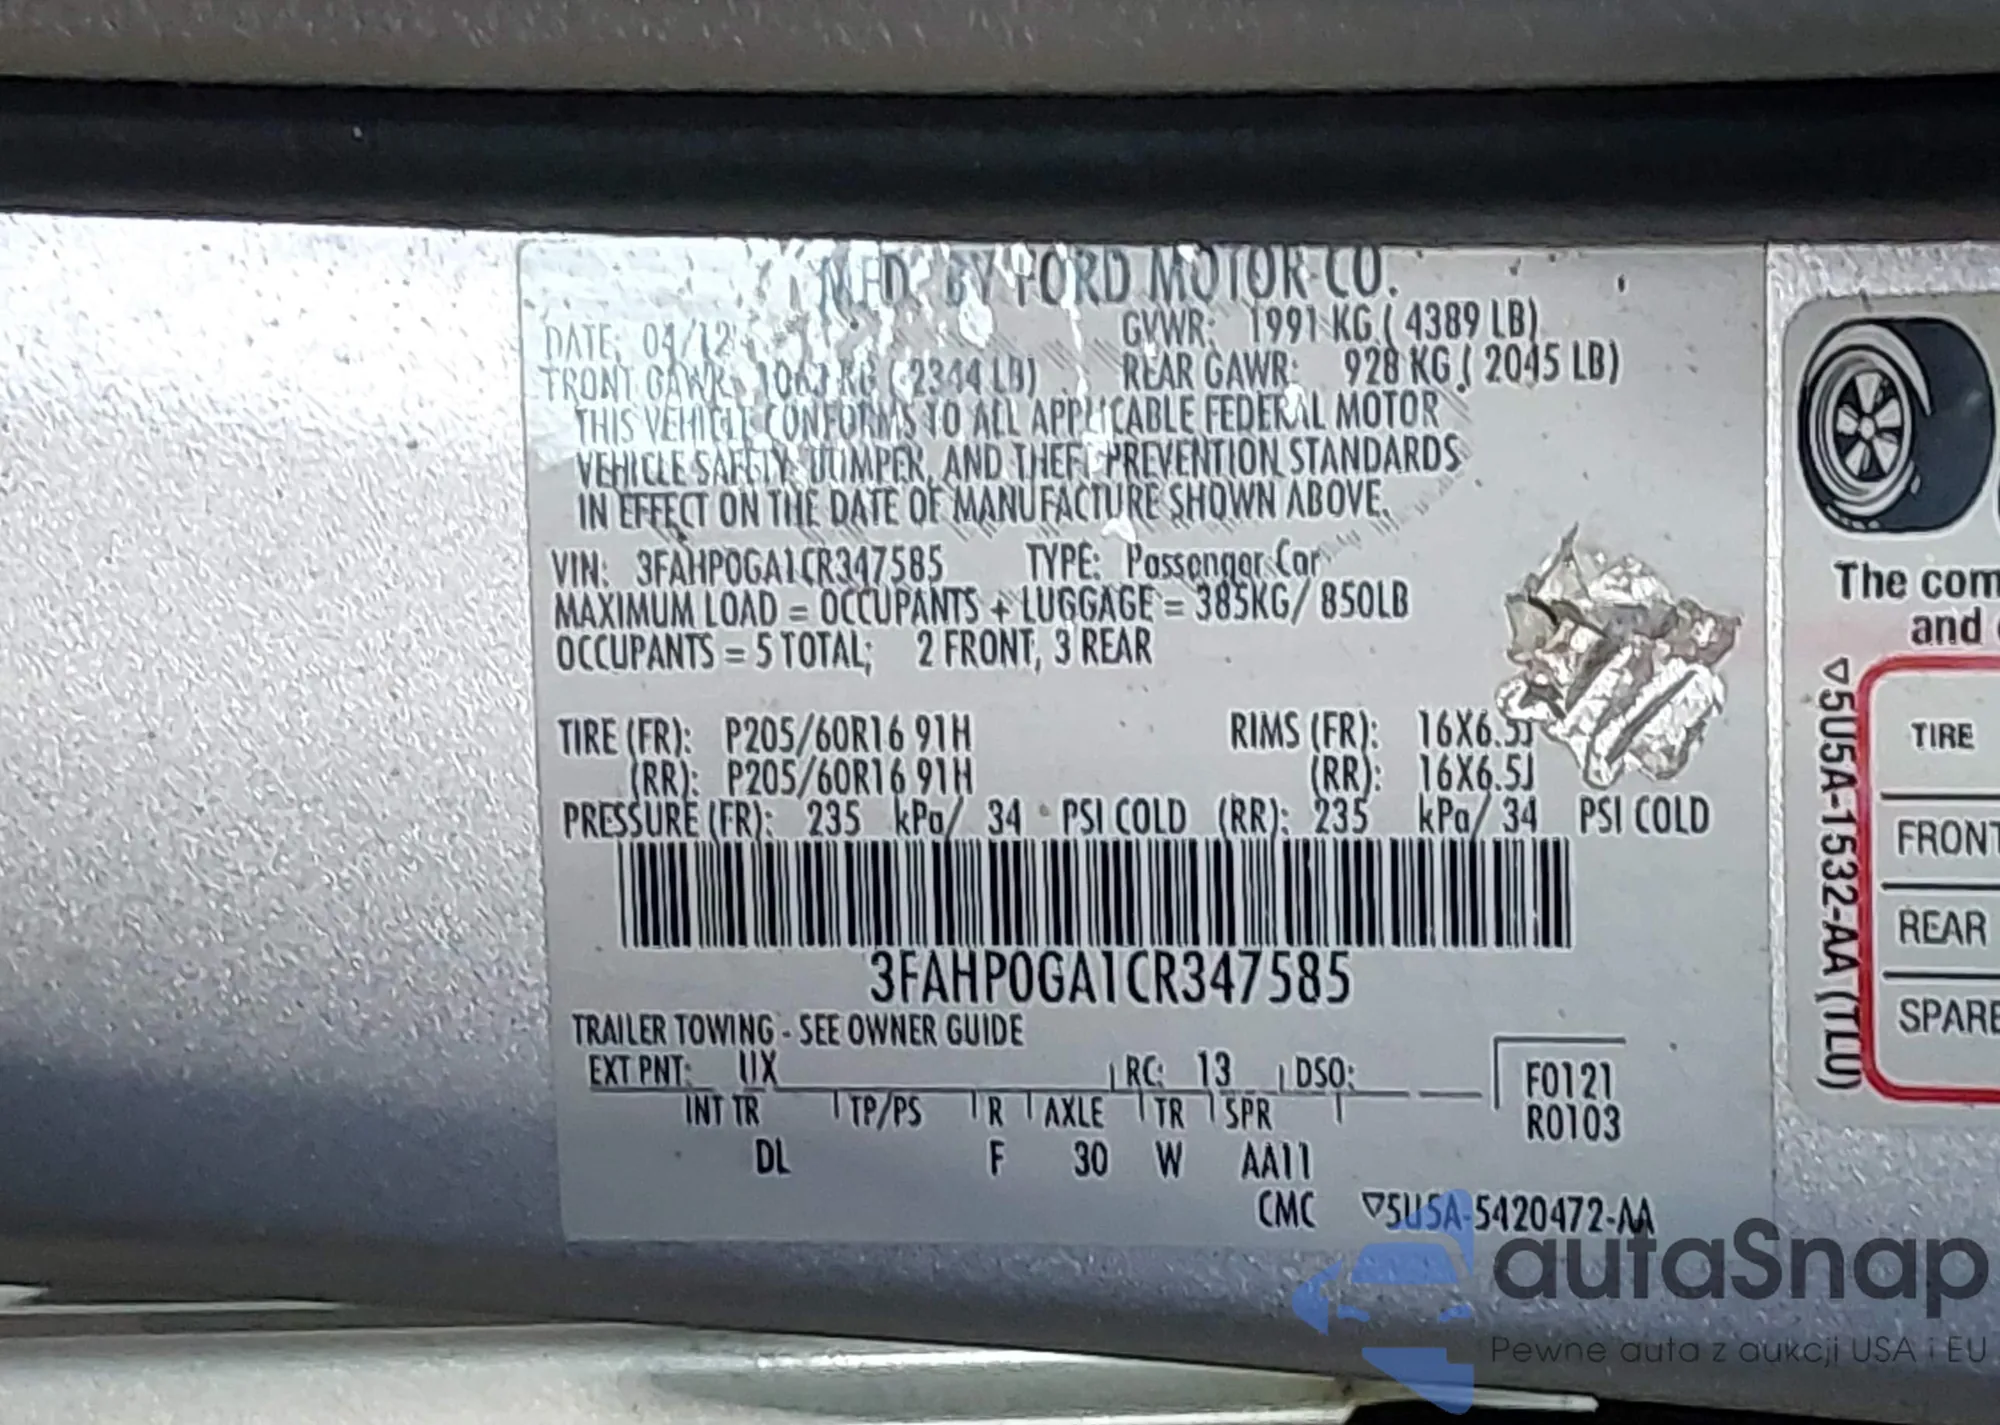 MFD. BY FORD MOTOR CO.
DATE: 04/12 GVWR: 1991 KG ( 4389 LB)
FRONT GAWR: 1063 KG ( 2344 LB) REAR GAWR: 928 KG ( 2045 LB)
THIS VEHICLE CONFORMS TO ALL APPLICABLE FEDERAL MOTOR
VEHICLE SAFETY, BUMPER, AND THEFT PREVENTION STANDARDS
IN EFFECT ON THE DATE OF MANUFACTURE SHOWN ABOVE.
VIN: 3FAHP0GA1CR347585 TYPE: Passenger Car
MAXIMUM LOAD = OCCUPANTS + LUGGAGE = 385KG/ 850LB
OCCUPANTS = 5 TOTAL; 2 FRONT, 3 REAR
TIRE (FR): P205/60R16 91H RIMS (FR): 16X6.5J
(RR): P205/60R16 91H (RR): 16X6.5J
PRESSURE (FR): 235 kPa/ 34 PSI COLD (RR): 235 kPa/ 34 PSI COLD
3FAHP0GA1CR347585
TRAILER TOWING - SEE OWNER GUIDE
EXT PNT: UX RC: 13 DSO:
F0121
R0103
INT TR TP/PS R AXLE TR SPR
DL F 30 W AA11
CMC ▽5U5A-5420472-AA
▽5U5A-1532-AA (TLU)
The com
and
TIRE
FRONT
REAR
SPARE
autaSnap
Pewne auta z aukcji USA i EU